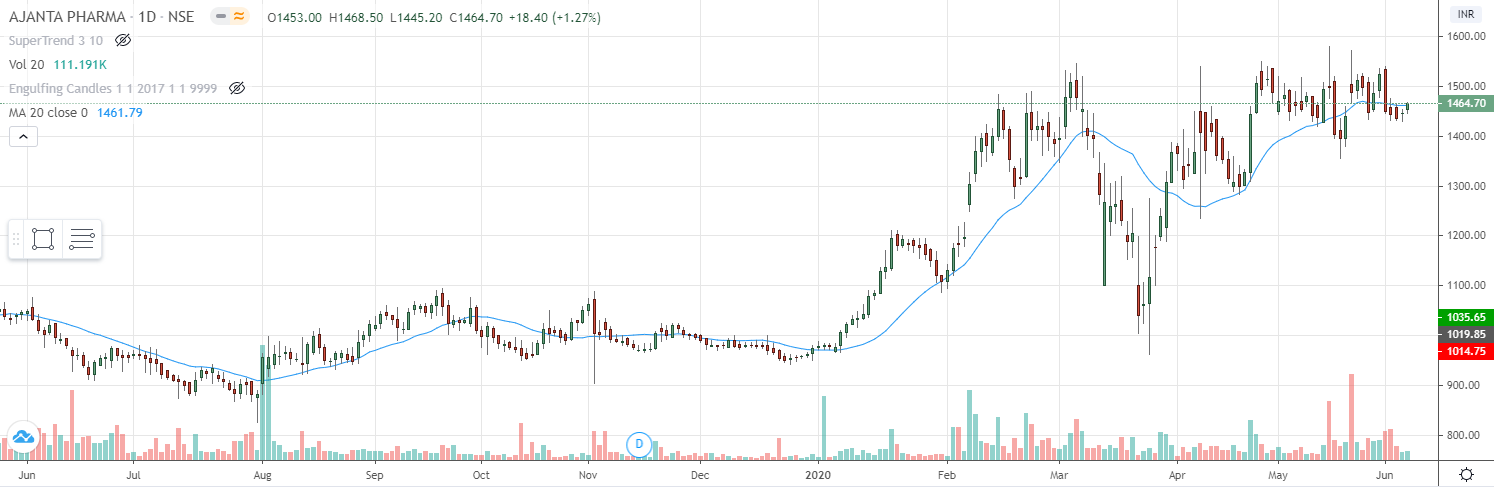 AJANTA PHARMA · 1D · NSE O1453.00 H1468.50 L1445.20 C1464.70 +18.40 (+1.27%)
INR
SuperTrend 3 10
Vol 20 111.191K
Engulfing Candles 1 1 2017 1 1 9999
MA 20 close 0 1461.79
1600.00
1500.00
1464.70
1400.00
1300.00
1200.00
1100.00
1035.65
1019.85
1014.75
900.00
800.00
D
Jun Jul Aug Sep Oct Nov Dec 2020 Feb Mar Apr May Jun